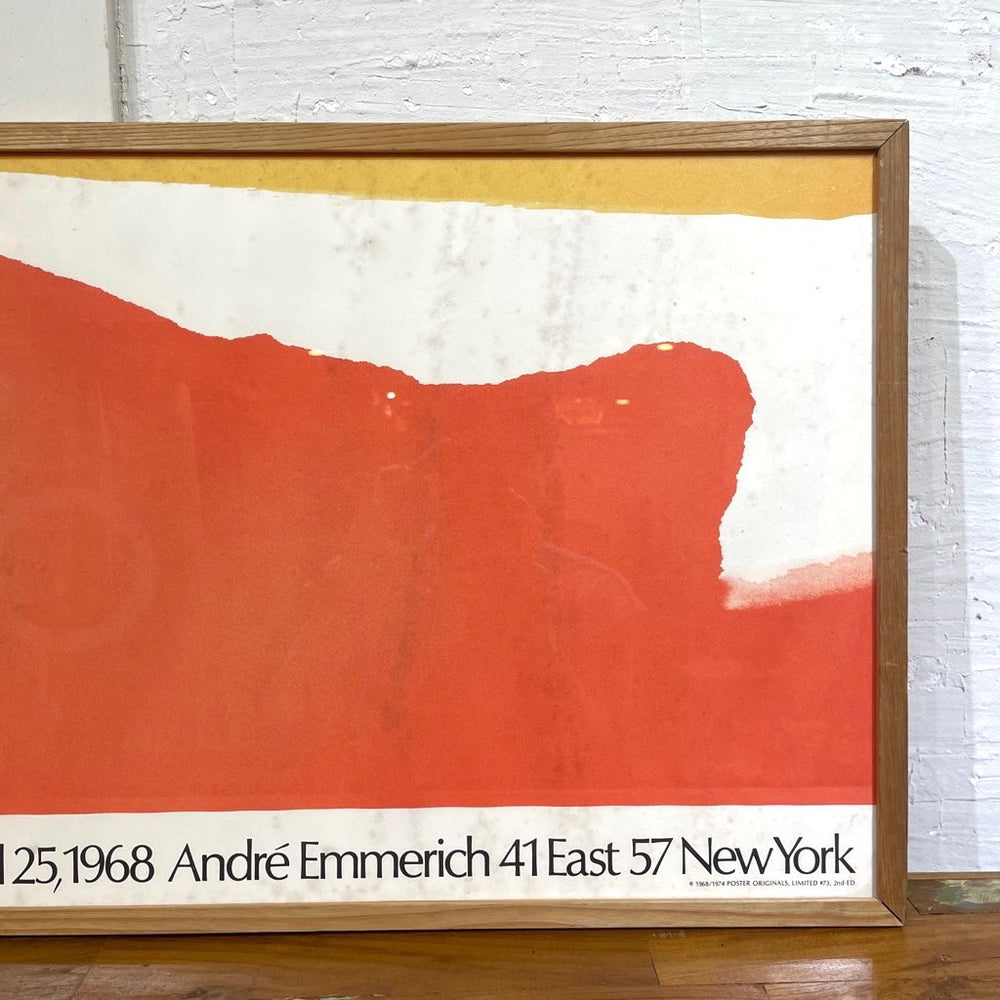 l 25, 1968 André Emmerich 41 East 57 New York
© 1968/1974 POSTER ORIGINALS, LIMITED #73, 2nd ED.